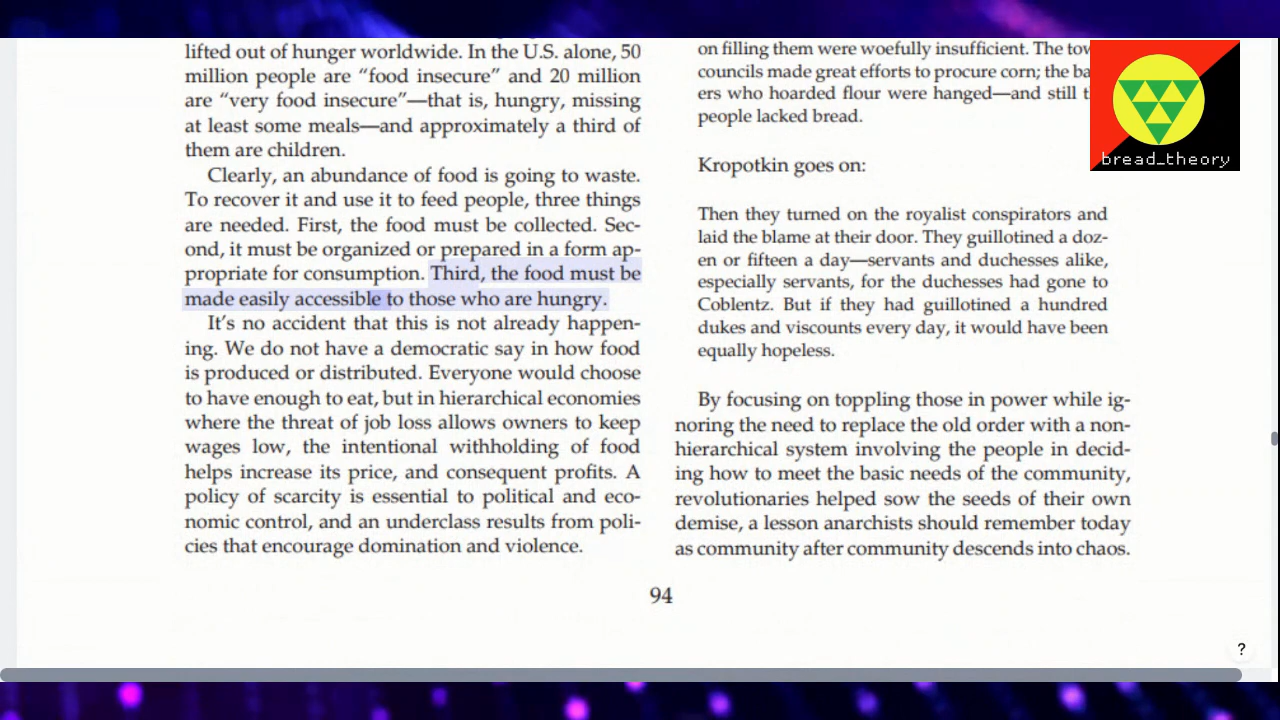 lifted out of hunger worldwide. In the U.S. alone, 50
million people are “food insecure” and 20 million
are “very food insecure”—that is, hungry, missing
at least some meals—and approximately a third of
them are children.
Clearly, an abundance of food is going to waste.
To recover it and use it to feed people, three things
are needed. First, the food must be collected. Sec-
ond, it must be organized or prepared in a form ap-
propriate for consumption. Third, the food must be
made easily accessible to those who are hungry.
It’s no accident that this is not already happen-
ing. We do not have a democratic say in how food
is produced or distributed. Everyone would choose
to have enough to eat, but in hierarchical economies
where the threat of job loss allows owners to keep
wages low, the intentional withholding of food
helps increase its price, and consequent profits. A
policy of scarcity is essential to political and eco-
nomic control, and an underclass results from poli-
cies that encourage domination and violence.
on filling them were woefully insufficient. The
councils made great efforts to procure corn; the
ers who hoarded flour were hanged—and still
people lacked bread.
Kropotkin goes on:
Then they turned on the royalist conspirators and
laid the blame at their door. They guillotined a doz-
en or fifteen a day—servants and duchesses alike,
especially servants, for the duchesses had gone to
Coblentz. But if they had guillotined a hundred
dukes and viscounts every day, it would have been
equally hopeless.
By focusing on toppling those in power while ig-
noring the need to replace the old order with a non-
hierarchical system involving the people in decid-
ing how to meet the basic needs of the community,
revolutionaries helped sow the seeds of their own
demise, a lesson anarchists should remember today
as community after community descends into chaos.
94
bread_theory
?